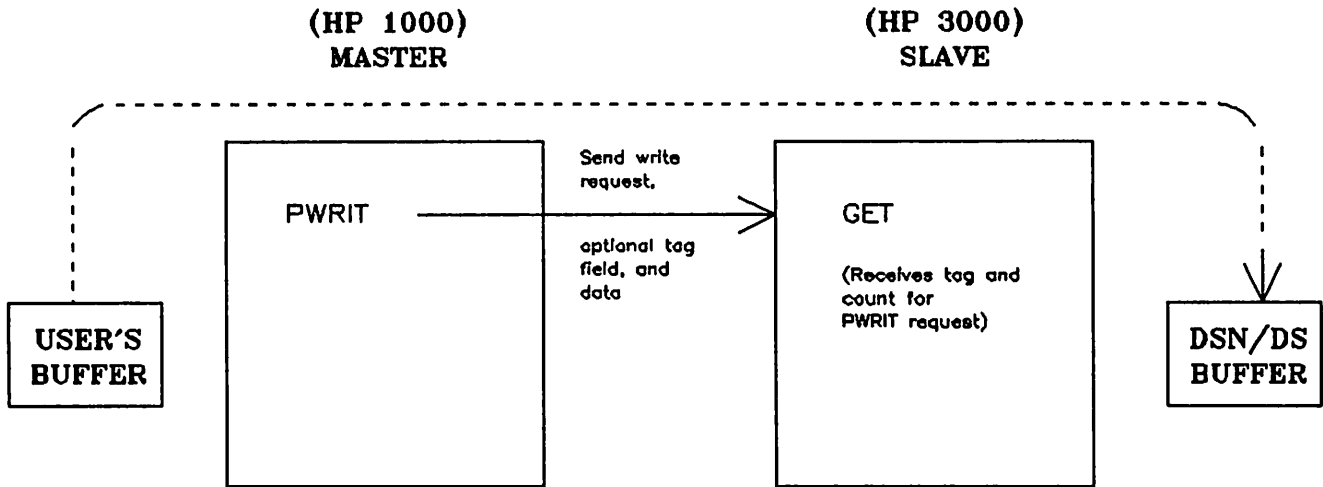 (HP 1000)
MASTER
(HP 3000)
SLAVE
PWRIT
Send write
request,
optional tag
field, and
data
GET
(Receives tag and
count for
PWRIT request)
USER'S
BUFFER
DSN/DS
BUFFER